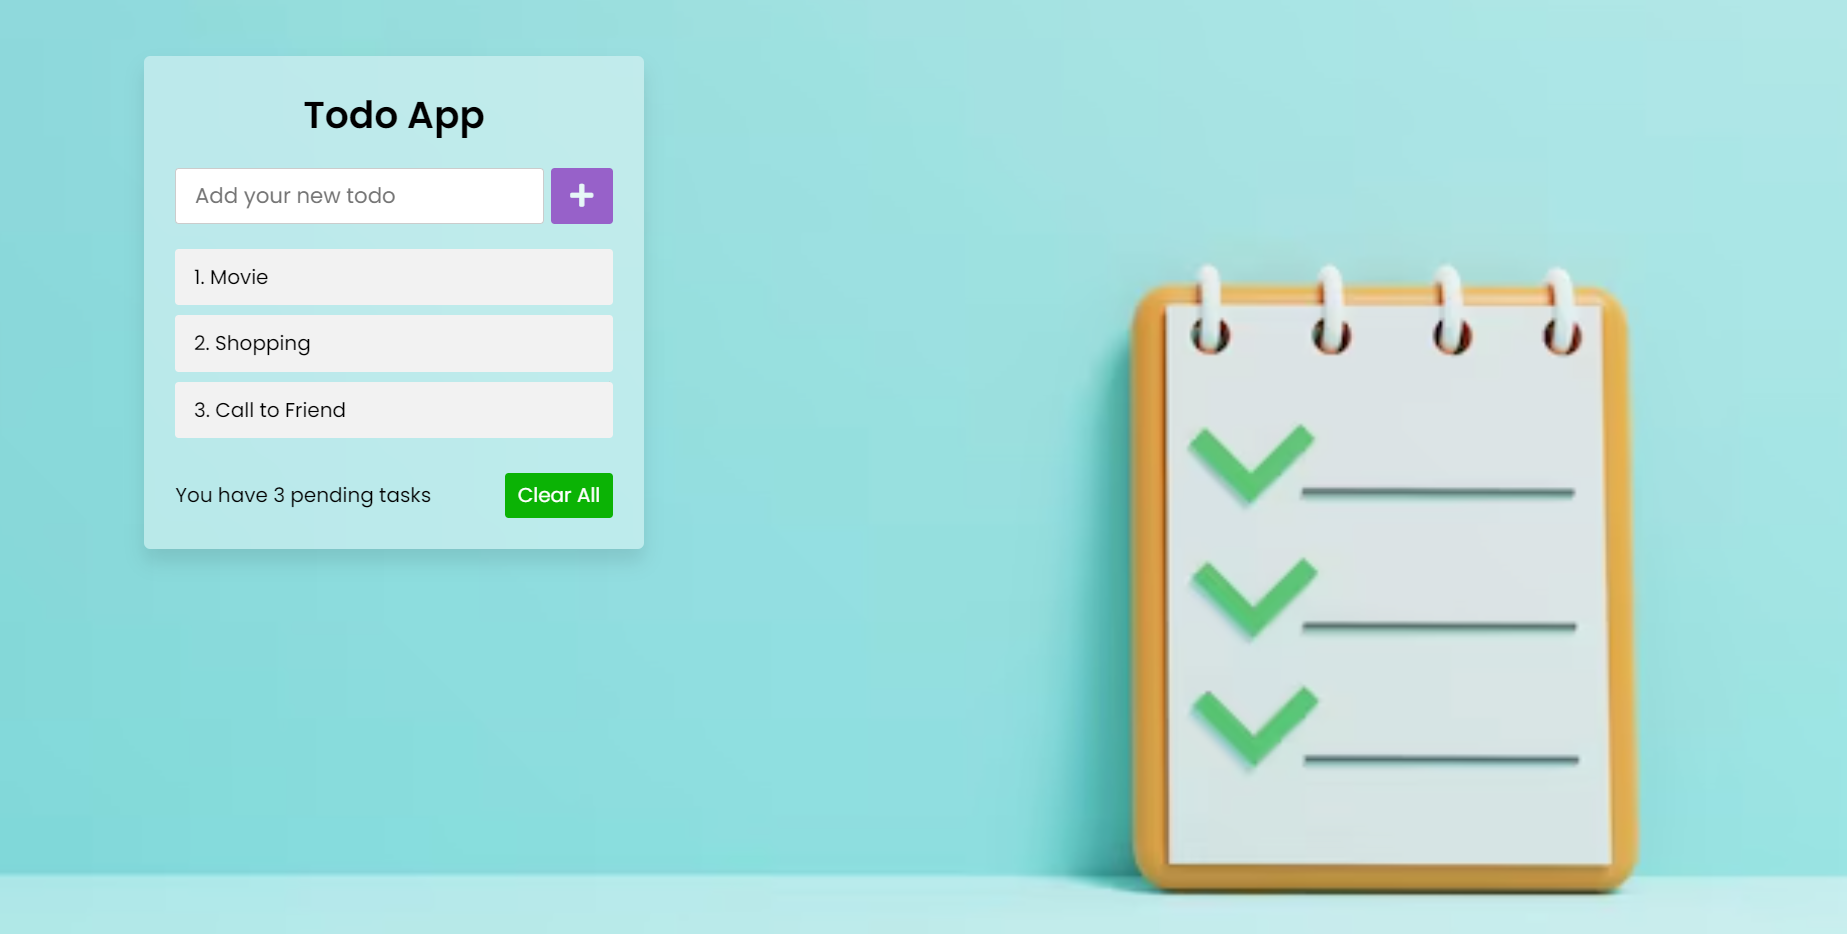 Todo App
Add your new todo
1. Movie
2. Shopping
3. Call to Friend
You have 3 pending tasks
Clear All